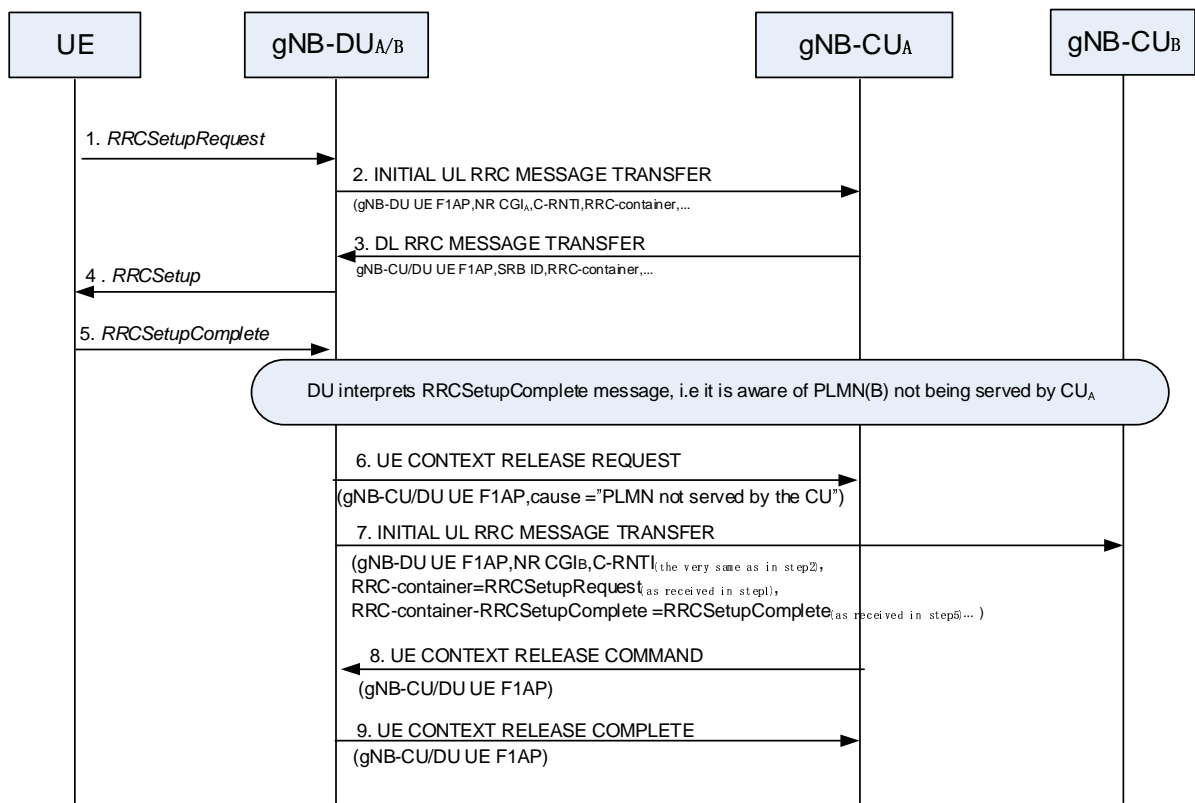 UE
gNB-DUA/B
gNB-CUA
gNB-CUB
1. RRCSetupRequest
2. INITIAL UL RRC MESSAGE TRANSFER
(gNB-DU UE F1AP,NR CGIA,C-RNTI,RRC-container,...
3. DL RRC MESSAGE TRANSFER
gNB-CU/DU UE F1AP,SRB ID,RRC-container,...
4 . RRCSetup
5. RRCSetupComplete
DU interprets RRCSetupComplete message, i.e it is aware of PLMN(B) not being served by CUA
6. UE CONTEXT RELEASE REQUEST
(gNB-CU/DU UE F1AP,cause ="PLMN not served by the CU")
7. INITIAL UL RRC MESSAGE TRANSFER
(gNB-DU UE F1AP,NR CGIB,C-RNTI(the very same as in step2),
RRC-container=RRCSetupRequest(as received in step1),
RRC-container-RRCSetupComplete =RRCSetupComplete(as received in step5)... )
8. UE CONTEXT RELEASE COMMAND
(gNB-CU/DU UE F1AP)
9. UE CONTEXT RELEASE COMPLETE
(gNB-CU/DU UE F1AP)